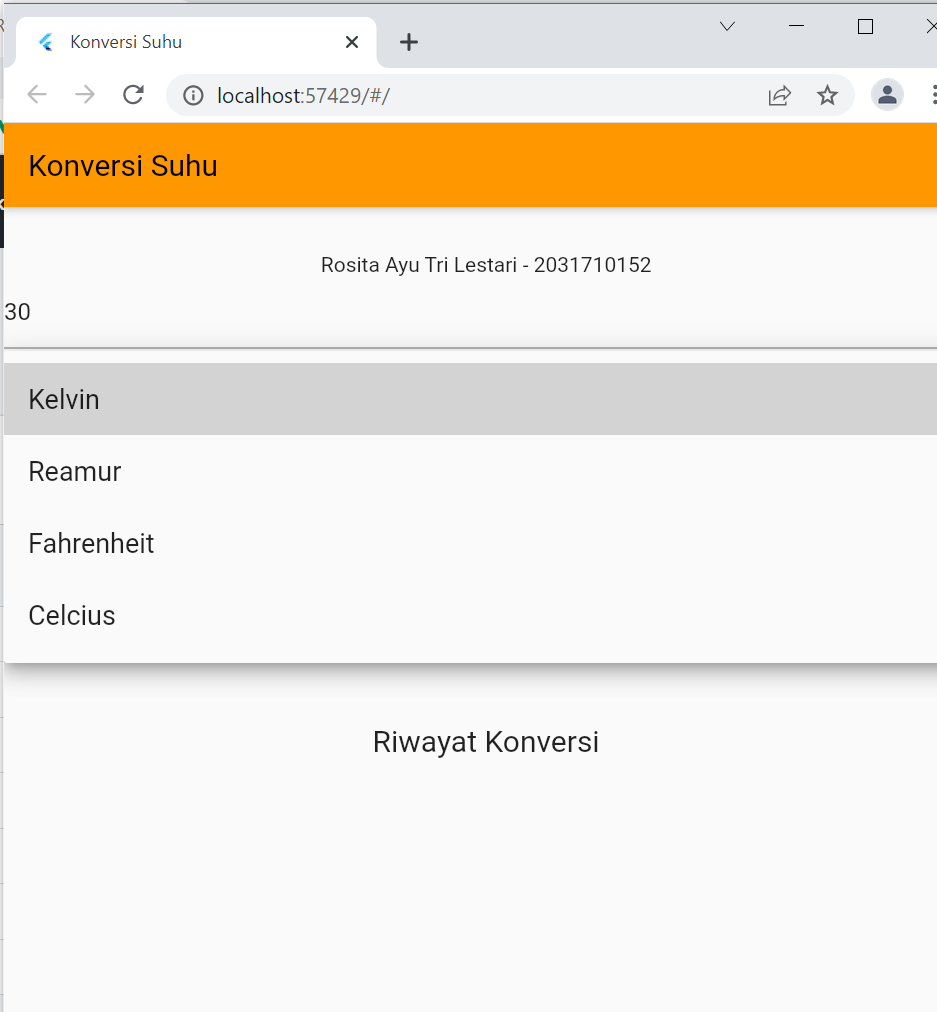 Konversi Suhu
localhost:57429/#/
Konversi Suhu
Rosita Ayu Tri Lestari - 2031710152
30
Kelvin
Reamur
Fahrenheit
Celcius
Riwayat Konversi